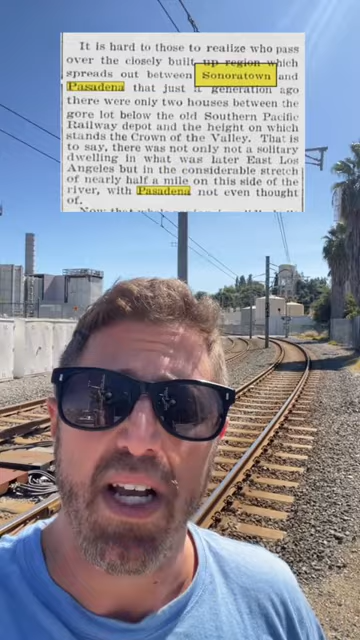 It is hard to those to realize who pass
over the closely built up region which
spreads out between Sonoratown and
Pasadena that just a generation ago
there were only two houses between the
gore lot below the old Southern Pacific
Railway depot and the height on which
stands the Crown of the Valley. That is
to say, there was not only not a solitary
dwelling in what was later East Los
Angeles but in the considerable stretch
of nearly half a mile on this side of the
river, with Pasadena not even thought
of.